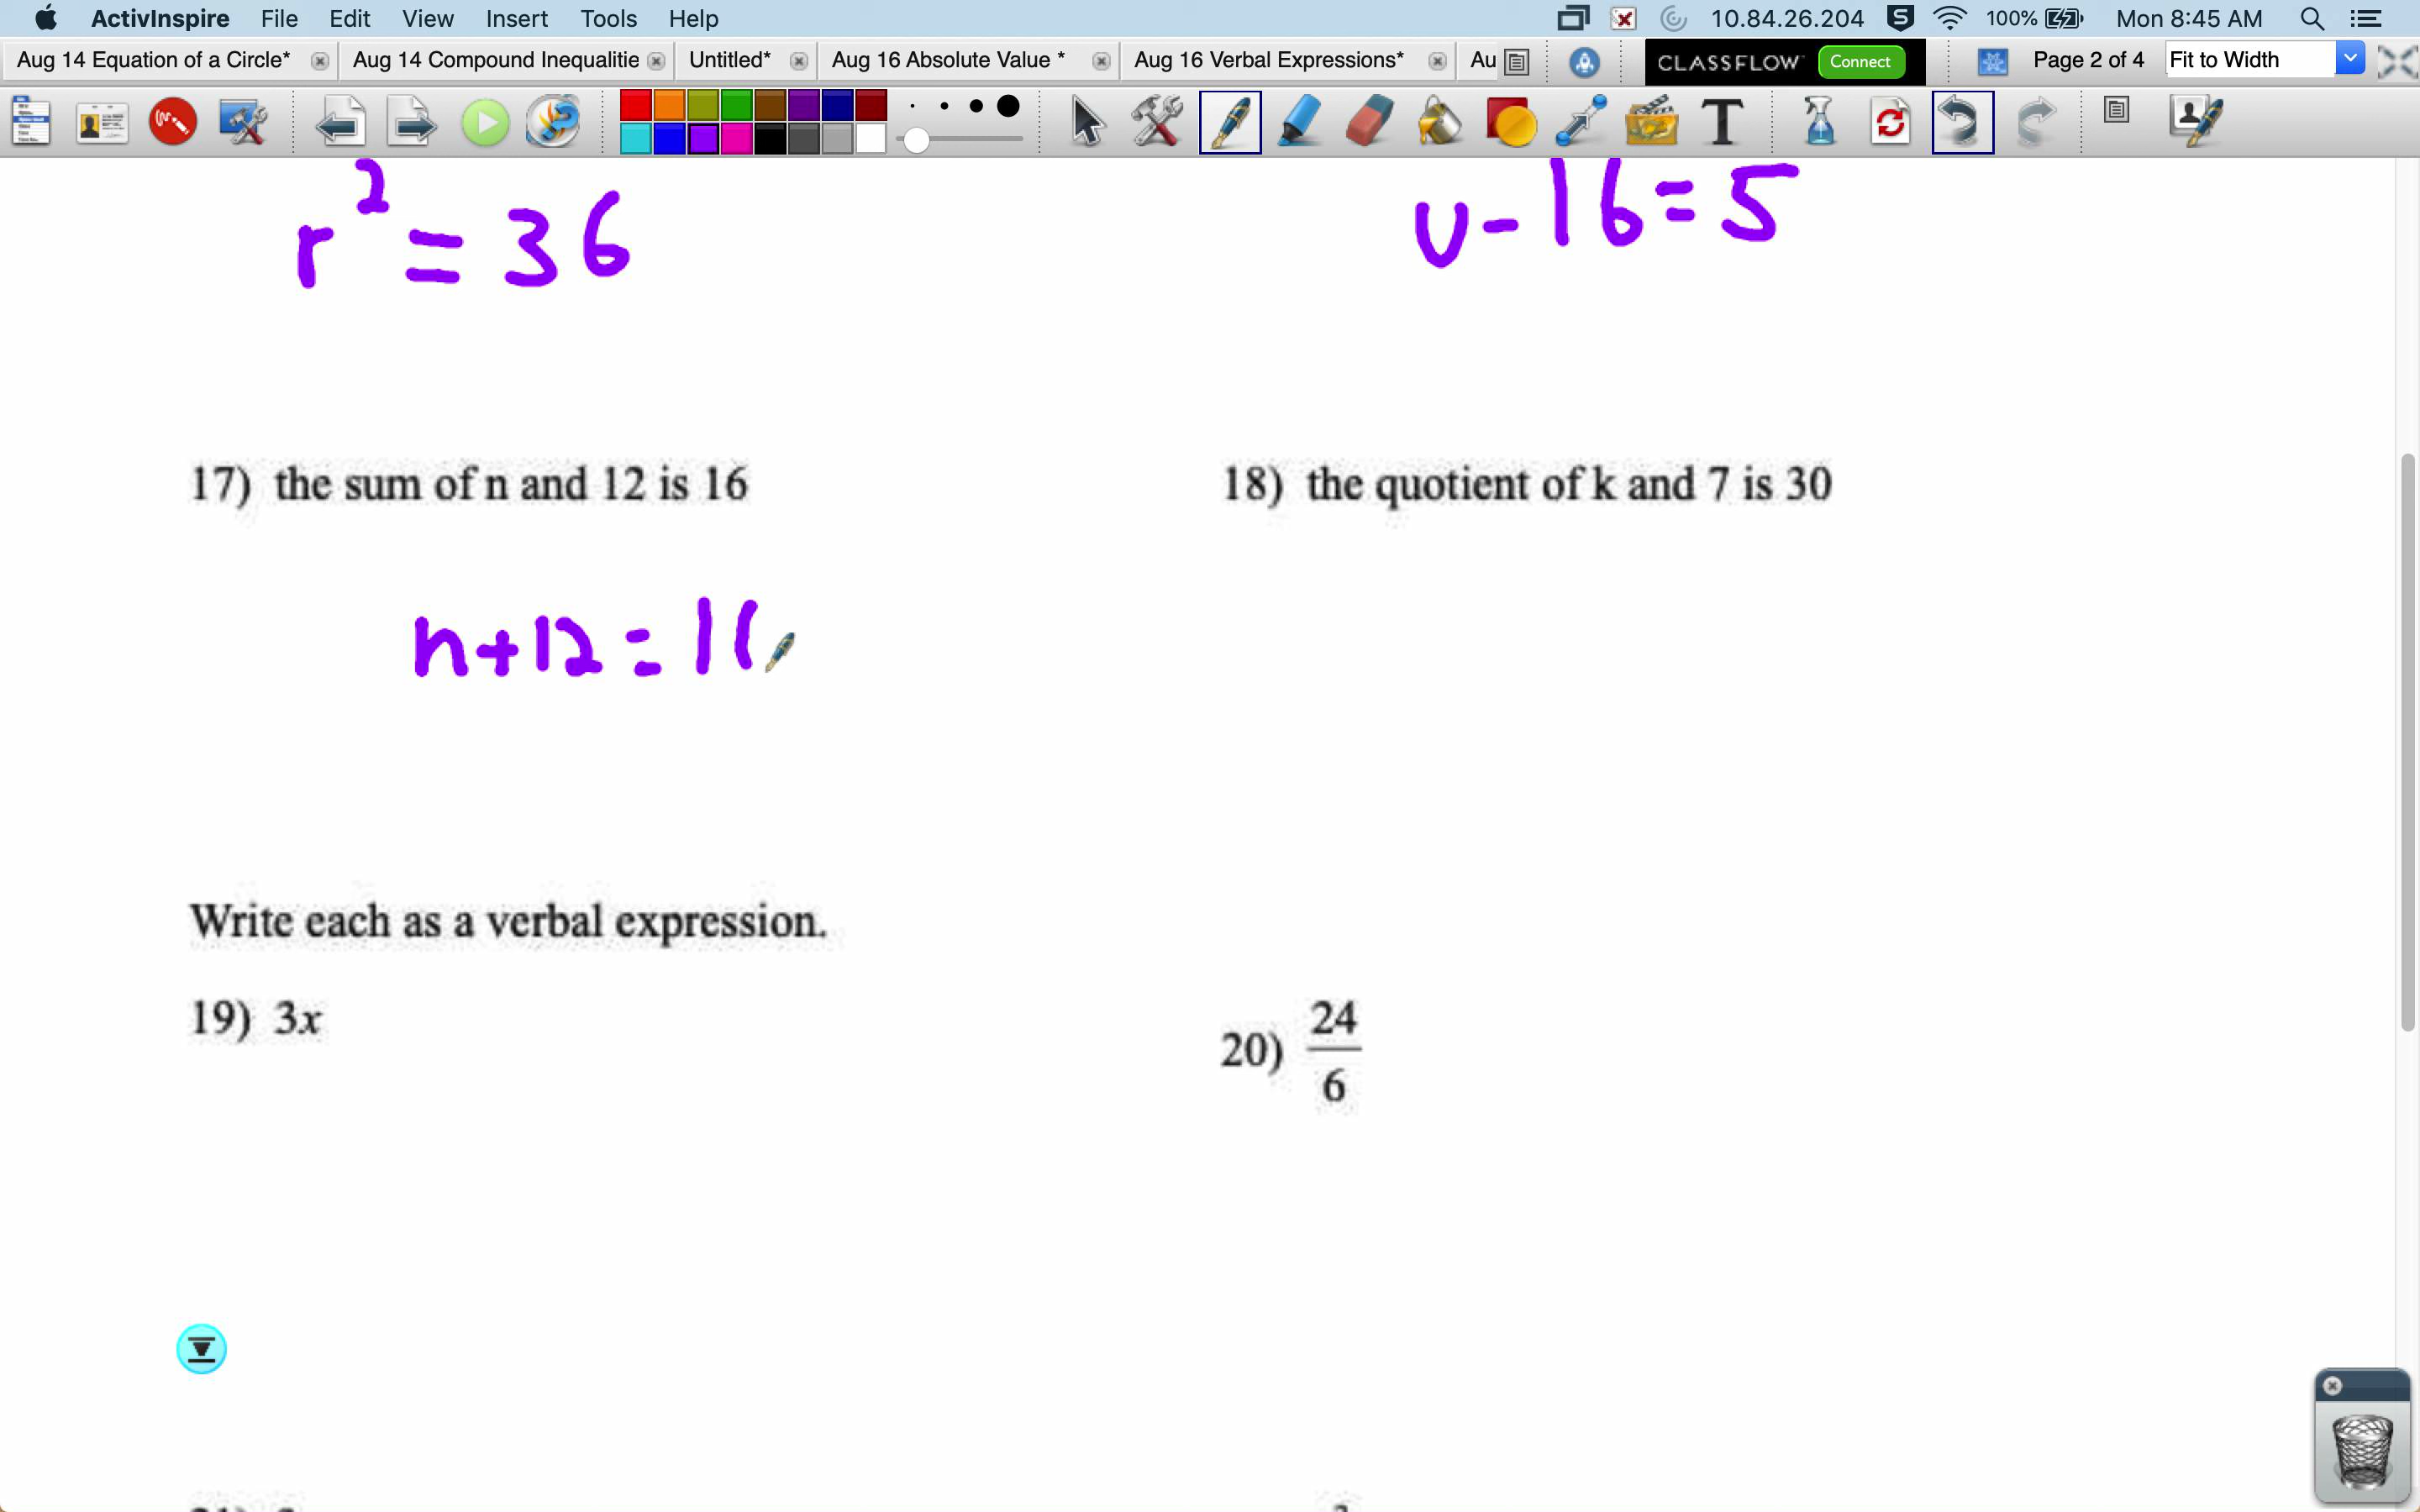 ActivInspire File Edit View Insert Tools Help 10.84.26.204 100% Mon 8:45 AM
Aug 14 Equation of a Circle* Aug 14 Compound Inequalitie Untitled* Aug 16 Absolute Value * Aug 16 Verbal Expressions* Au CLASSFLOW Connect Page 2 of 4 Fit to Width
r² = 36
v - 16 = 5
17) the sum of n and 12 is 16
18) the quotient of k and 7 is 30
n+12=1(
Write each as a verbal expression.
19) 3x
20) 24/6